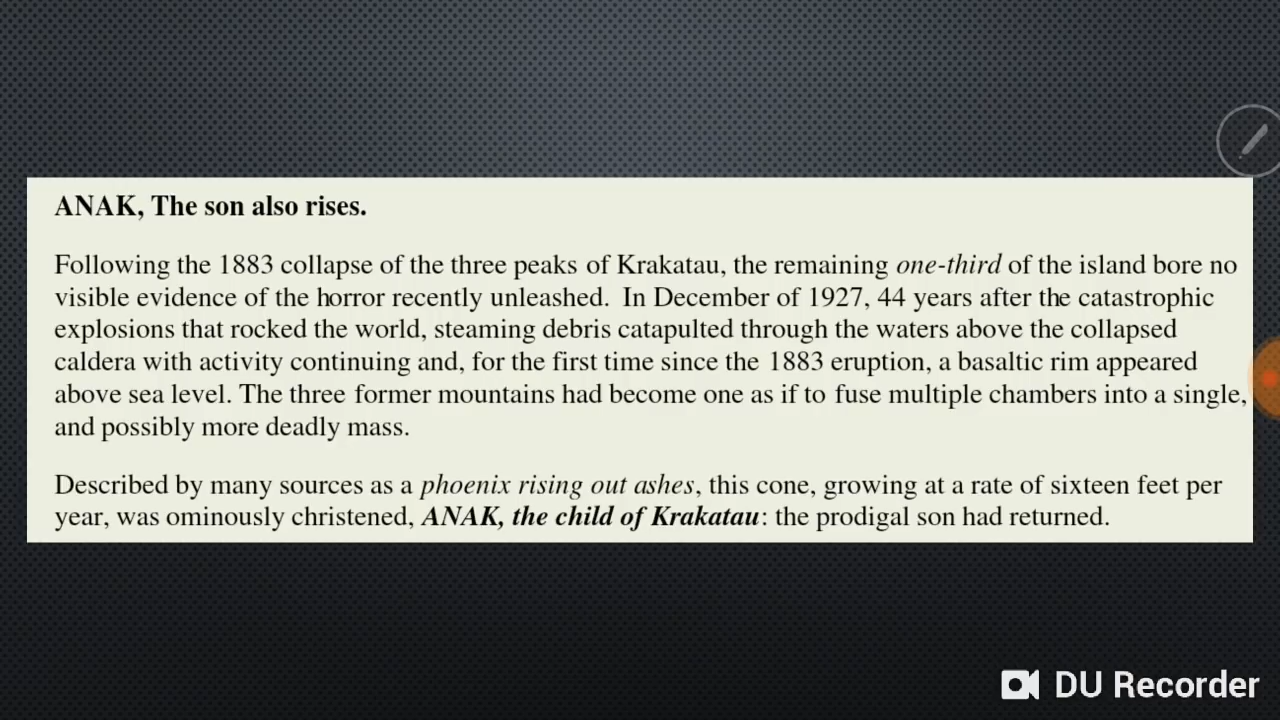 ANAK, The son also rises.
Following the 1883 collapse of the three peaks of Krakatau, the remaining one-third of the island bore no
visible evidence of the horror recently unleashed. In December of 1927, 44 years after the catastrophic
explosions that rocked the world, steaming debris catapulted through the waters above the collapsed
caldera with activity continuing and, for the first time since the 1883 eruption, a basaltic rim appeared
above sea level. The three former mountains had become one as if to fuse multiple chambers into a single,
and possibly more deadly mass.
Described by many sources as a phoenix rising out ashes, this cone, growing at a rate of sixteen feet per
year, was ominously christened, ANAK, the child of Krakatau: the prodigal son had returned.
DU Recorder